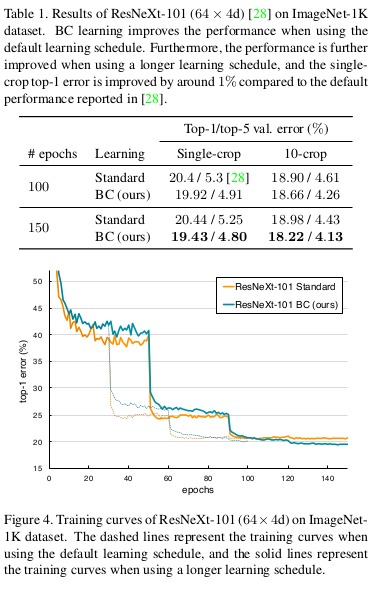 Table 1. Results of ResNeXt-101 (64 × 4d) [28] on ImageNet-1K
dataset. BC learning improves the performance when using the
default learning schedule. Furthermore, the performance is further
improved when using a longer learning schedule, and the single-
crop top-1 error is improved by around 1% compared to the default
performance reported in [28].
Top-1/top-5 val. error (%)
# epochs Learning Single-crop 10-crop
100
Standard 20.4 / 5.3 [28] 18.90 / 4.61
BC (ours) 19.92 / 4.91 18.66 / 4.26
150
Standard 20.44 / 5.25 18.98 / 4.43
BC (ours) 19.43 / 4.80 18.22 / 4.13
ResNeXt-101 Standard
ResNeXt-101 BC (ours)
top-1 error (%)
50
45
40
35
30
25
20
15
0 20 40 60 80 100 120 140
epochs
Figure 4. Training curves of ResNeXt-101 (64 × 4d) on ImageNet-
1K dataset. The dashed lines represent the training curves when
using the default learning schedule, and the solid lines represent
the training curves when using a longer learning schedule.